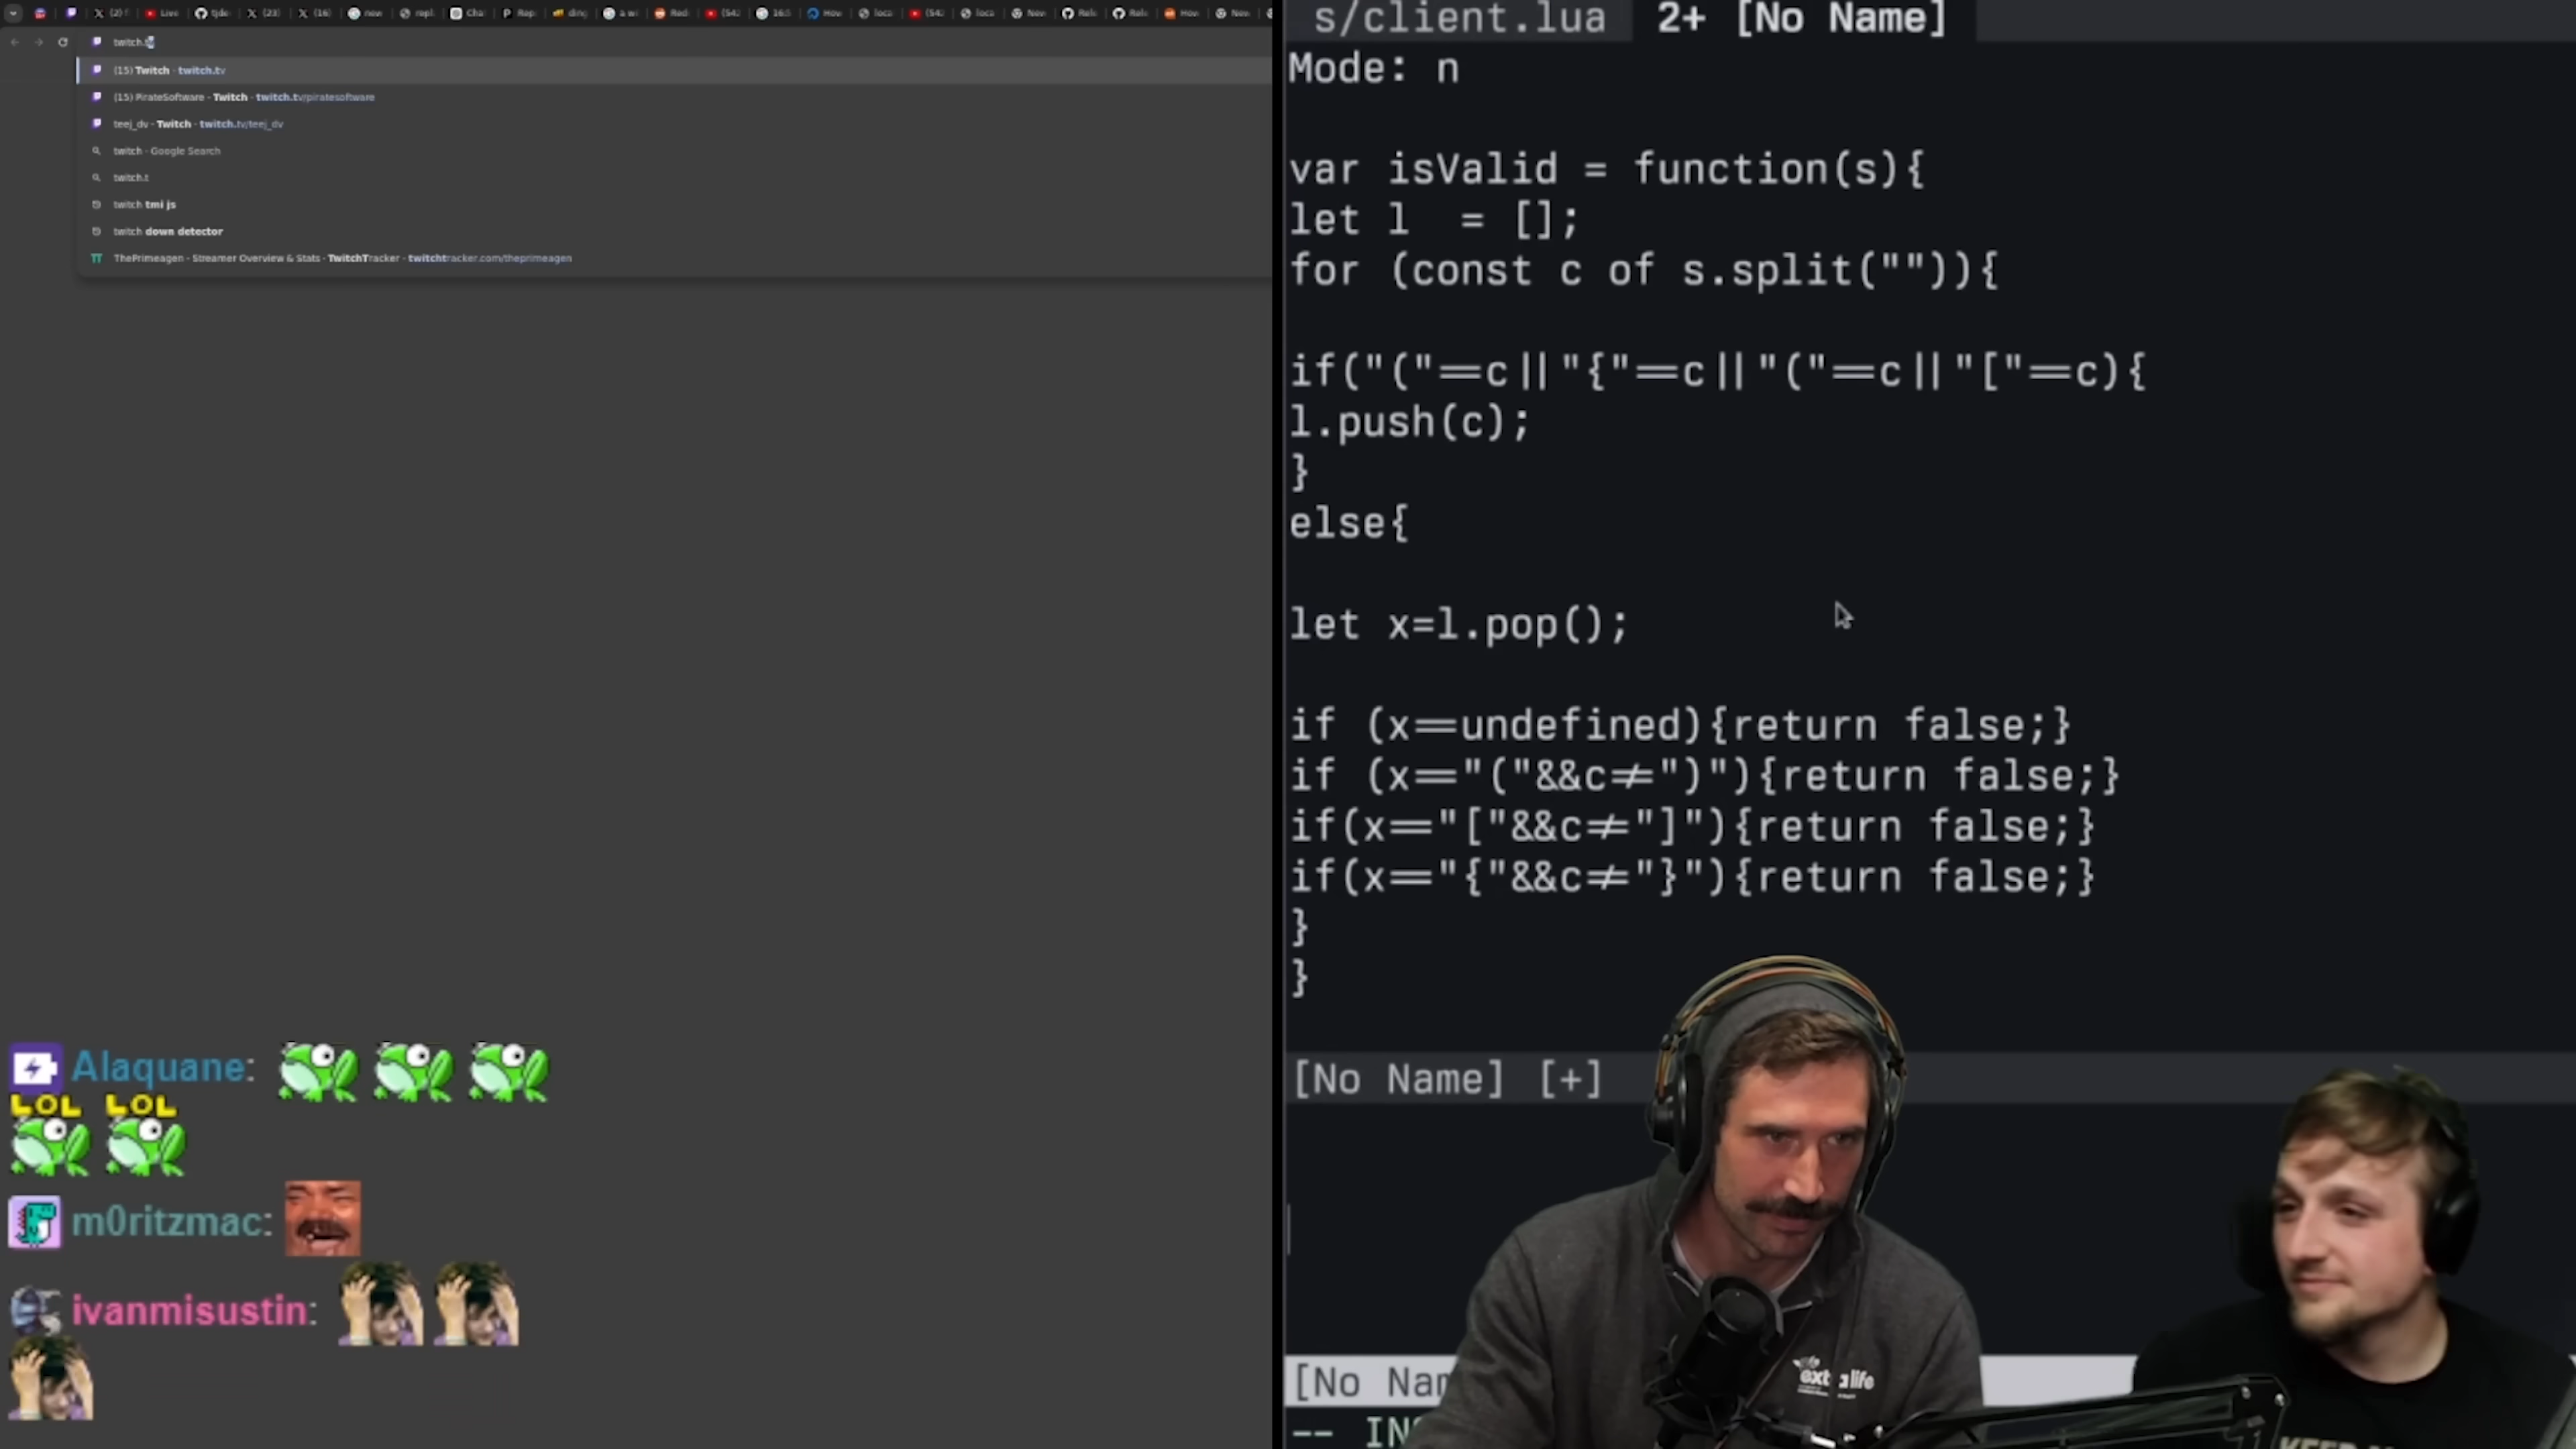 twitch.t
(15) Twitch - twitch.tv
(15) PirateSoftware - Twitch - twitch.tv/piratesoftware
teej_dv - Twitch - twitch.tv/teej_dv
twitch - Google Search
twitch.t
twitch tmi js
twitch down detector
ThePrimeagen - Streamer Overview & Stats - TwitchTracker - twitchtracker.com/theprimeagen
Alaquane:
LOL LOL
m0ritzmac:
ivanmisustin:
s/client.lua 2+ [No Name]
Mode: n
var isValid = function(s){
let l  = [];
for (const c of s.split("")){
if("("==c||"{"==c||"("==c||"["==c){
l.push(c);
}
else{
let x=l.pop();
if (x==undefined){return false;}
if (x=="("&&c!=")"){return false;}
if(x=="["&&c!="]"){return false;}
if(x=="{"&&c!="}"){return false;}
}
}
[No Name] [+]
[No Nam
-- IN
extra life